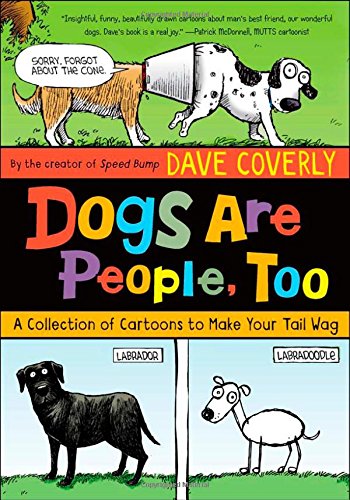 "Insightful, funny, beautifully drawn cartoons about man's best friend, our wonderful
dogs. Dave's book is a real joy." —Patrick McDonnell, MUTTS cartoonist
SORRY, FORGOT
ABOUT THE CONE.
By the creator of Speed Bump DAVE COVERLY
Dogs Are
People, Too
A Collection of Cartoons to Make Your Tail Wag
LABRADOR
LABRADOODLE